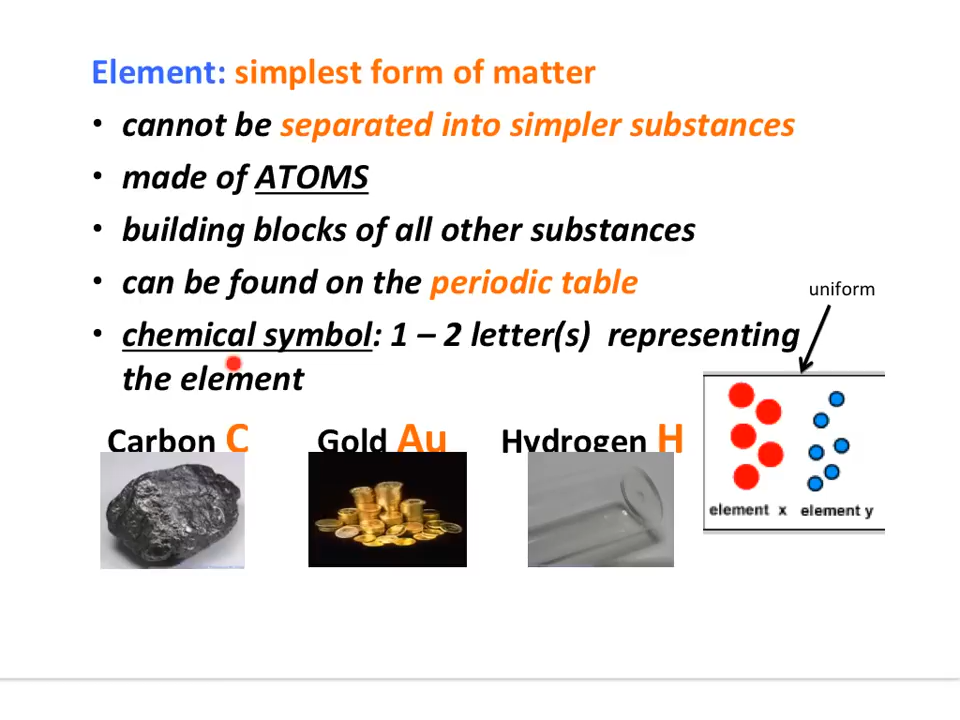 Element: simplest form of matter
• cannot be separated into simpler substances
• made of ATOMS
• building blocks of all other substances
• can be found on the periodic table
uniform
• chemical symbol: 1 – 2 letter(s) representing
the element
Carbon C Gold Au Hydrogen H
element x element y